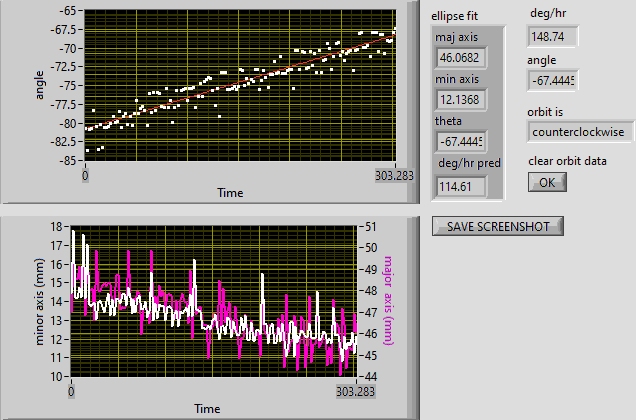 -65
-67.5
-70
-72.5
-75
-77.5
-80
-82.5
-85
angle
0
303.283
Time
ellipse fit
maj axis
46.0682
min axis
12.1368
theta
-67.4445
deg/hr pred
114.61
deg/hr
148.74
angle
-67.4445
orbit is
counterclockwise
clear orbit data
OK
SAVE SCREENSHOT
18
17
16
15
14
13
12
11
10
minor axis (mm)
51
50
49
48
47
46
45
44
major axis (mm)
0
303.283
Time